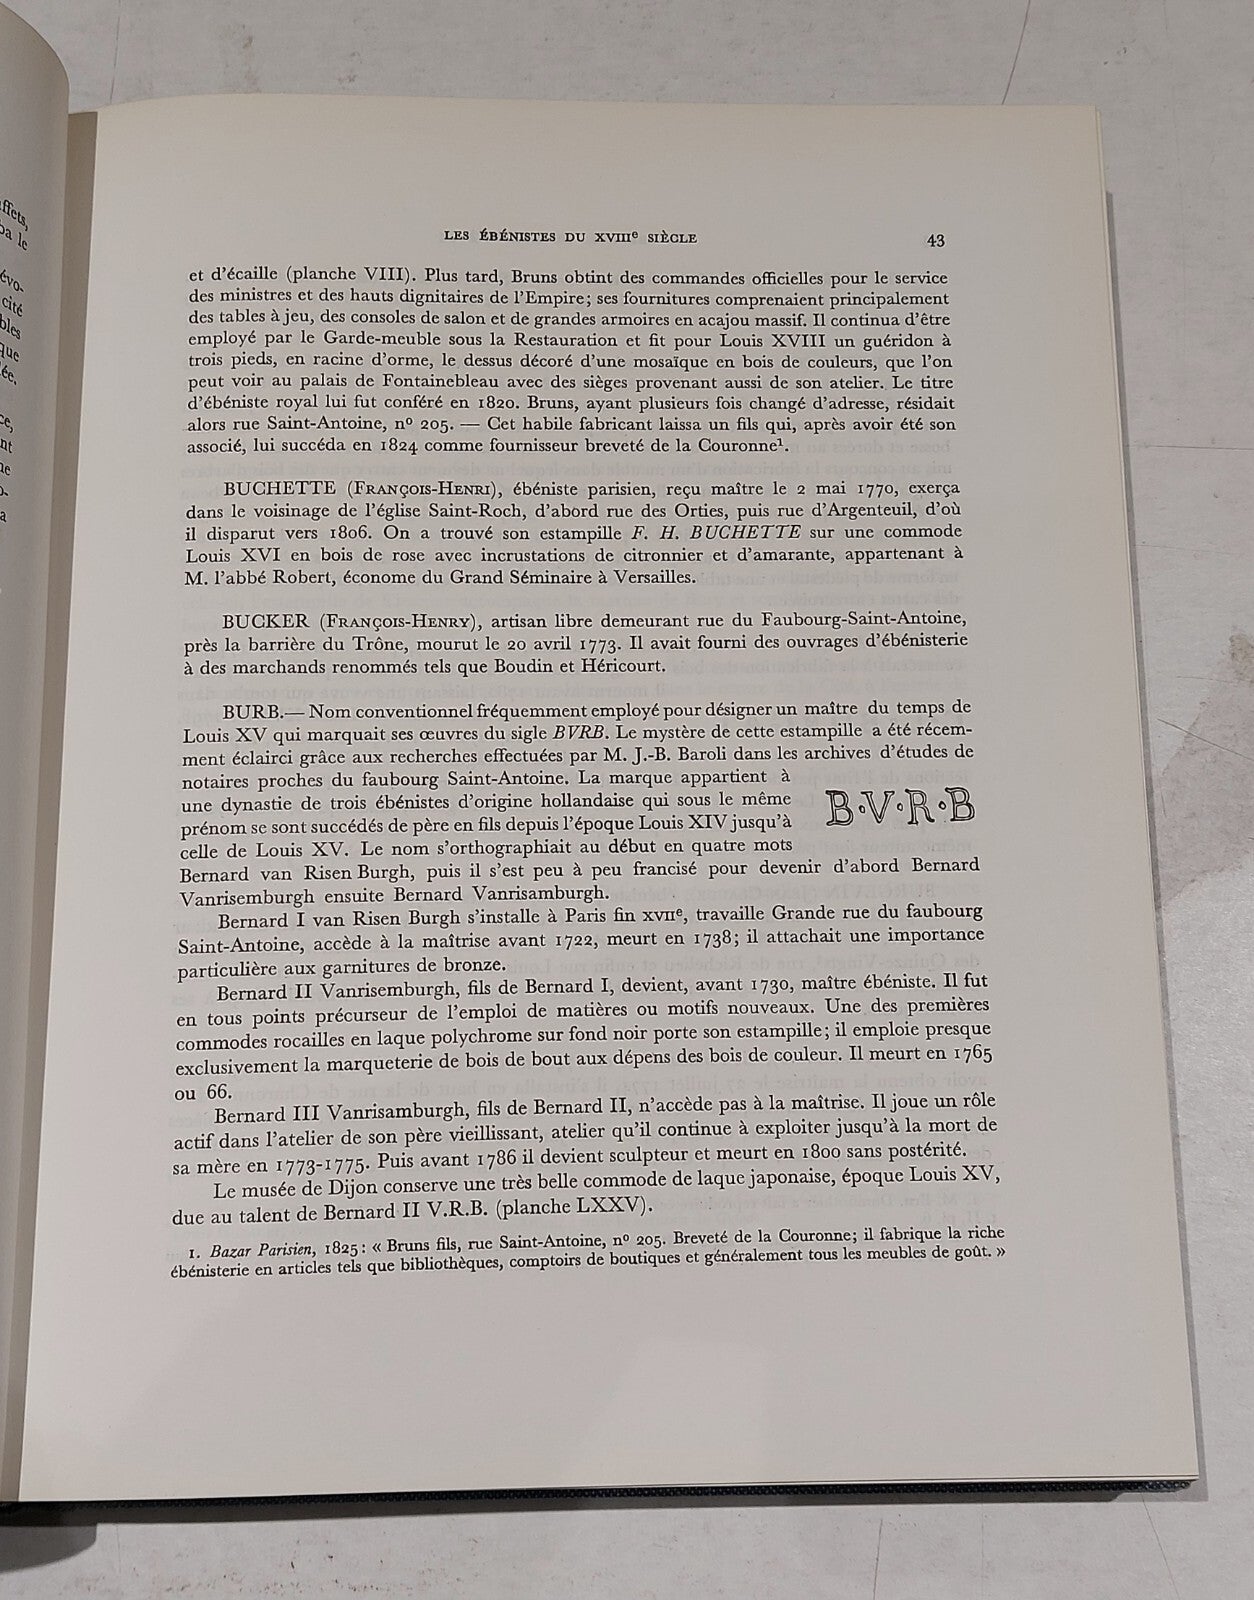 ffets,
ba le
évo-
cité
bles
que
ée.
ce,
nt
ne
o-
a
LES ÉBÉNISTES DU XVIIIe SIÈCLE 43
et d'écaille (planche VIII). Plus tard, Bruns obtint des commandes officielles pour le service
des ministres et des hauts dignitaires de l'Empire; ses fournitures comprenaient principalement
des tables à jeu, des consoles de salon et de grandes armoires en acajou massif. Il continua d'être
employé par le Garde-meuble sous la Restauration et fit pour Louis XVIII un guéridon à
trois pieds, en racine d'orme, le dessus décoré d'une mosaïque en bois de couleurs, que l'on
peut voir au palais de Fontainebleau avec des sièges provenant aussi de son atelier. Le titre
d'ébéniste royal lui fut conféré en 1820. Bruns, ayant plusieurs fois changé d'adresse, résidait
alors rue Saint-Antoine, no 205. — Cet habile fabricant laissa un fils qui, après avoir été son
associé, lui succéda en 1824 comme fournisseur breveté de la Couronne¹.
BUCHETTE (François-Henri), ébéniste parisien, reçu maître le 2 mai 1770, exerça
dans le voisinage de l'église Saint-Roch, d'abord rue des Orties, puis rue d'Argenteuil, d'où
il disparut vers 1806. On a trouvé son estampille F. H. BUCHETTE sur une commode
Louis XVI en bois de rose avec incrustations de citronnier et d'amarante, appartenant à
M. l'abbé Robert, économe du Grand Séminaire à Versailles.
BUCKER (François-Henry), artisan libre demeurant rue du Faubourg-Saint-Antoine,
près la barrière du Trône, mourut le 20 avril 1773. Il avait fourni des ouvrages d'ébénisterie
à des marchands renommés tels que Boudin et Héricourt.
BURB.— Nom conventionnel fréquemment employé pour désigner un maître du temps de
Louis XV qui marquait ses œuvres du sigle BVRB. Le mystère de cette estampille a été récem-
ment éclairci grâce aux recherches effectuées par M. J.-B. Baroli dans les archives d'études de
notaires proches du faubourg Saint-Antoine. La marque appartient à
une dynastie de trois ébénistes d'origine hollandaise qui sous le même
B·V·R·B
prénom se sont succédés de père en fils depuis l'époque Louis XIV jusqu'à
celle de Louis XV. Le nom s'orthographiait au début en quatre mots
Bernard van Risen Burgh, puis il s'est peu à peu francisé pour devenir d'abord Bernard
Vanrisemburgh ensuite Bernard Vanrisamburgh.
Bernard I van Risen Burgh s'installe à Paris fin XVIIe, travaille Grande rue du faubourg
Saint-Antoine, accède à la maîtrise avant 1722, meurt en 1738; il attachait une importance
particulière aux garnitures de bronze.
Bernard II Vanrisemburgh, fils de Bernard I, devient, avant 1730, maître ébéniste. Il fut
en tous points précurseur de l'emploi de matières ou motifs nouveaux. Une des premières
commodes rocailles en laque polychrome sur fond noir porte son estampille; il emploie presque
exclusivement la marqueterie de bois de bout aux dépens des bois de couleur. Il meurt en 1765
ou 66.
Bernard III Vanrisamburgh, fils de Bernard II, n'accède pas à la maîtrise. Il joue un rôle
actif dans l'atelier de son père vieillissant, atelier qu'il continue à exploiter jusqu'à la mort de
sa mère en 1773-1775. Puis avant 1786 il devient sculpteur et meurt en 1800 sans postérité.
Le musée de Dijon conserve une très belle commode de laque japonaise, époque Louis XV,
due au talent de Bernard II V.R.B. (planche LXXV).
1. Bazar Parisien, 1825: « Bruns fils, rue Saint-Antoine, no 205. Breveté de la Couronne; il fabrique la riche
ébénisterie en articles tels que bibliothèques, comptoirs de boutiques et généralement tous les meubles de goût. »